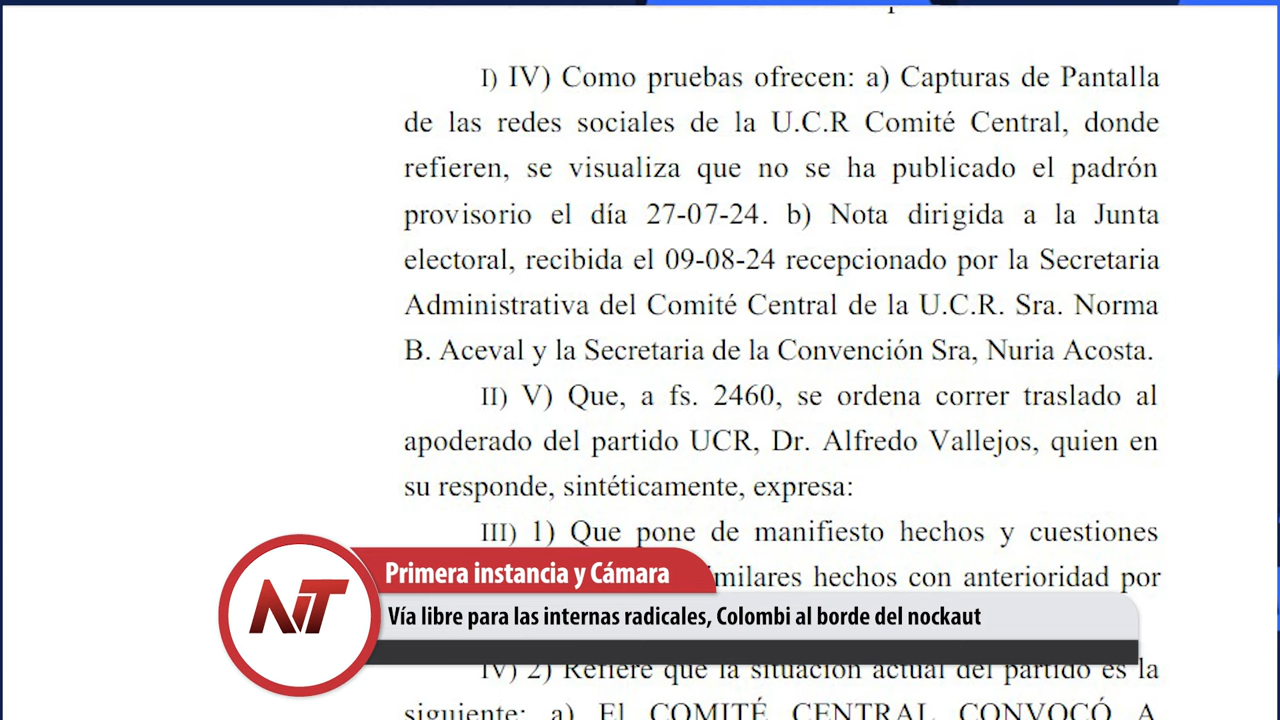 I) IV) Como pruebas ofrecen: a) Capturas de Pantalla
de las redes sociales de la U.C.R Comité Central, donde
refieren, se visualiza que no se ha publicado el padrón
provisorio el día 27-07-24. b) Nota dirigida a la Junta
electoral, recibida el 09-08-24 recepcionado por la Secretaria
Administrativa del Comité Central de la U.C.R. Sra. Norma
B. Aceval y la Secretaria de la Convención Sra, Nuria Acosta.
II) V) Que, a fs. 2460, se ordena correr traslado al
apoderado del partido UCR, Dr. Alfredo Vallejos, quien en
su responde, sintéticamente, expresa:
III) 1) Que pone de manifiesto hechos y cuestiones
hechos con anterioridad por
NT
Primera instancia y Cámara
Vía libre para las internas radicales, Colombi al borde del nockaut
IV) 2) Refiere que la situación actual del partido es la
siguiente: a) El COMITÉ CENTRAL CONVOCÓ A